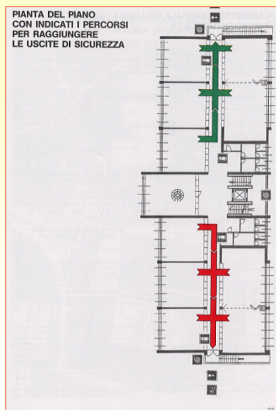 PIANTA DEL PIANO
CON INDICATI I PERCORSI
PER RAGGIUNGERE
LE USCITE DI SICUREZZA